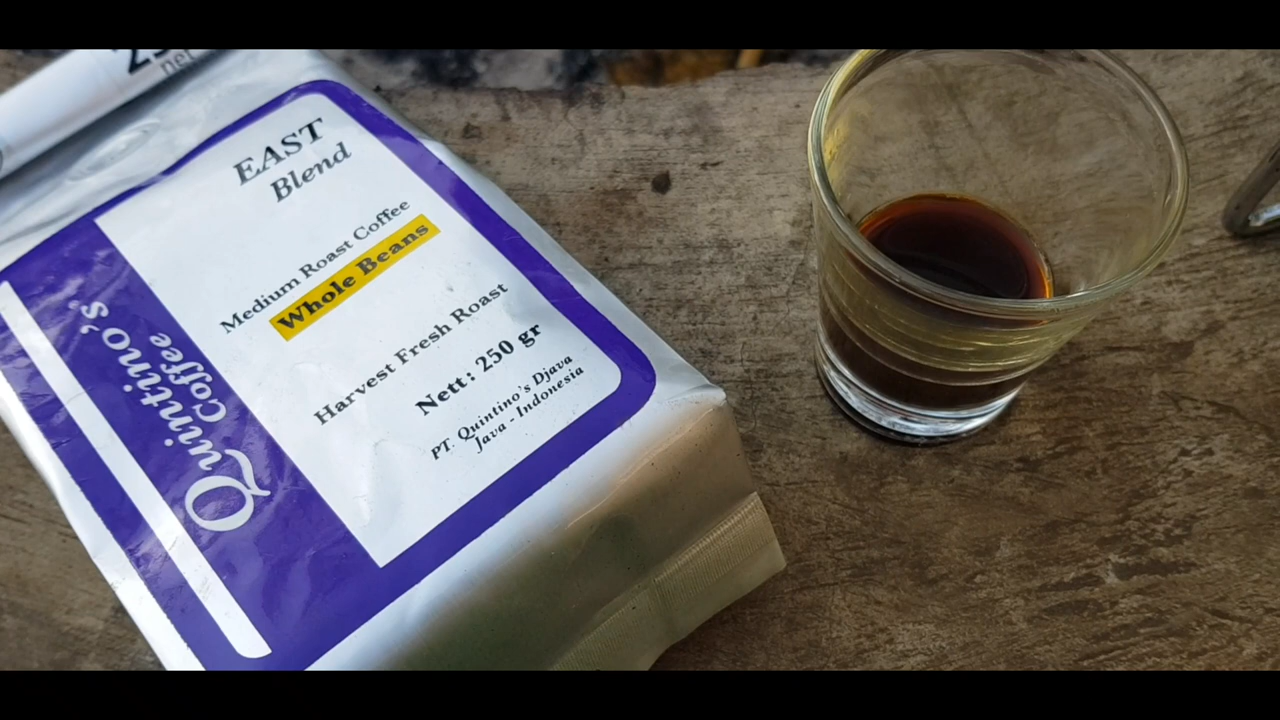 net
EAST
Blend
Medium Roast Coffee
Whole Beans
Harvest Fresh Roast
Nett: 250 gr
PT. Quintino's Djava
Java - Indonesia
Quintino's
Coffee